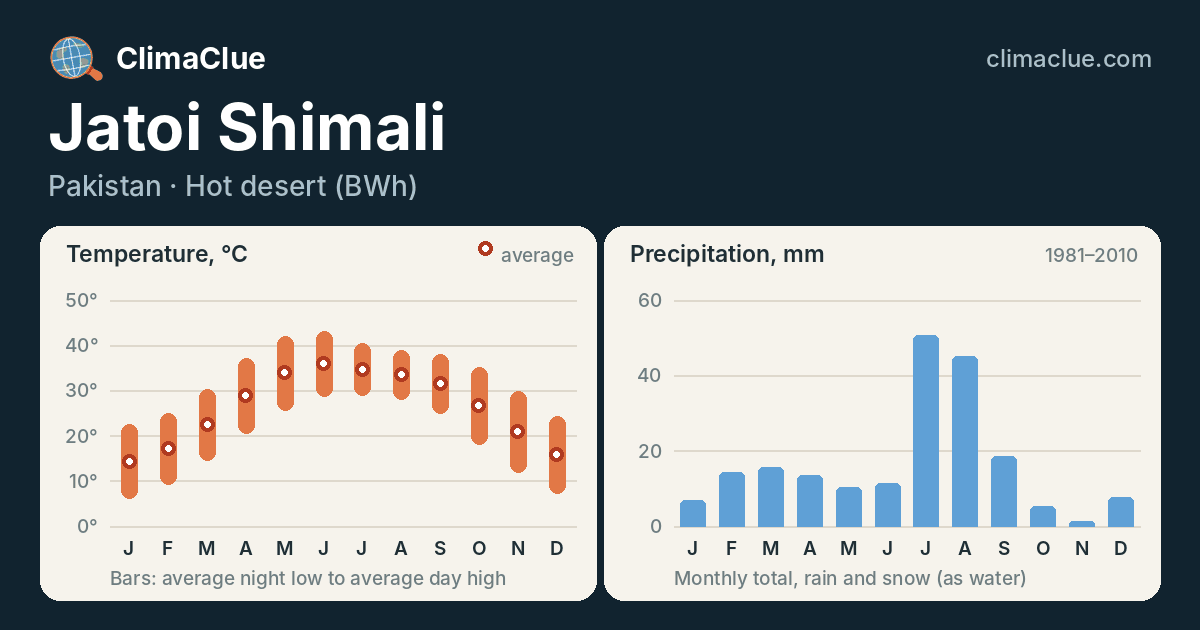 ClimaClue
climaclue.com
Jatoi Shimali
Pakistan · Hot desert (BWh)
Temperature, °C
average
50°
40°
30°
20°
10°
0°
J F M A M J J A S O N D
Bars: average night low to average day high
Precipitation, mm
1981–2010
60
40
20
0
J F M A M J J A S O N D
Monthly total, rain and snow (as water)